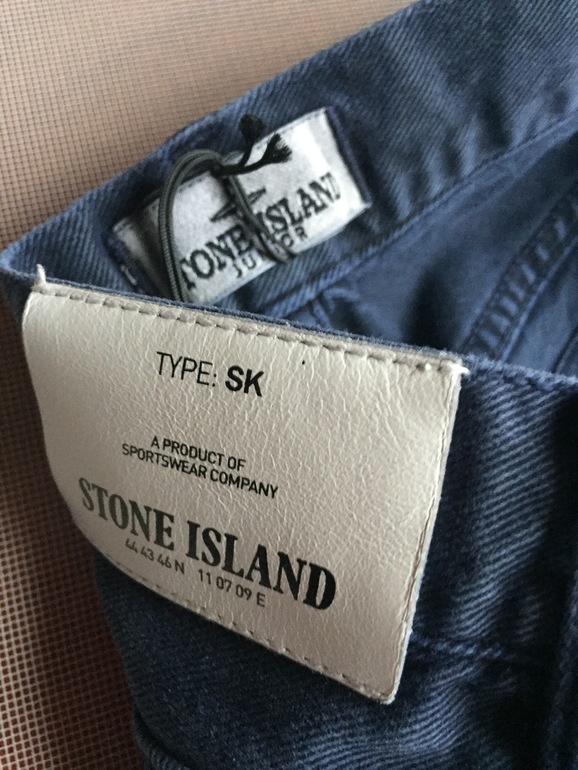 STONE ISLAND
JUNIOR
TYPE: SK
A PRODUCT OF
SPORTSWEAR COMPANY
STONE ISLAND
44 43 46 N 11 07 09 E